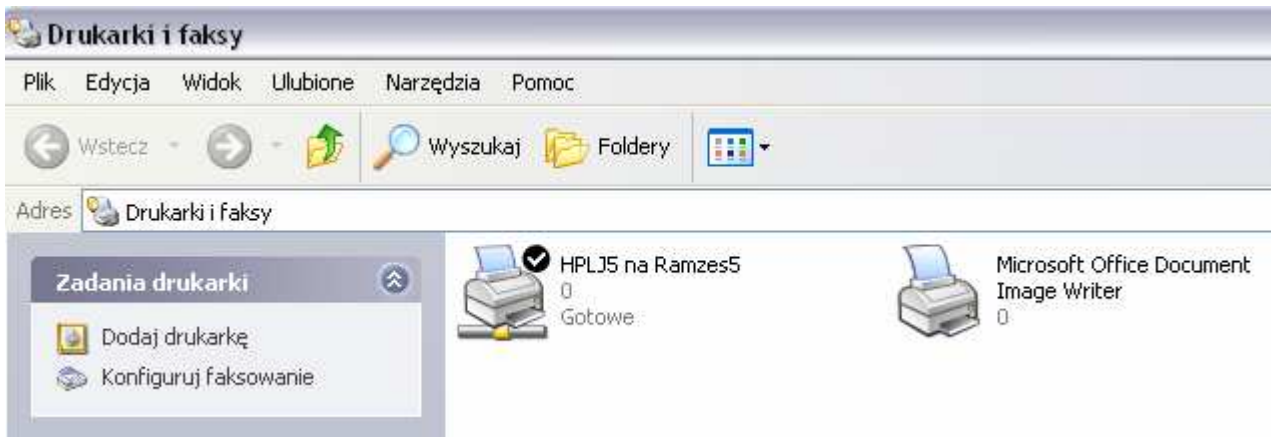 Drukarki i faksy
Plik Edycja Widok Ulubione Narzędzia Pomoc
Wstecz Wyszukaj Foldery
Adres Drukarki i faksy
Zadania drukarki
Dodaj drukarkę
Konfiguruj faksowanie
HPLJ5 na Ramzes5
0
Gotowe
Microsoft Office Document
Image Writer
0